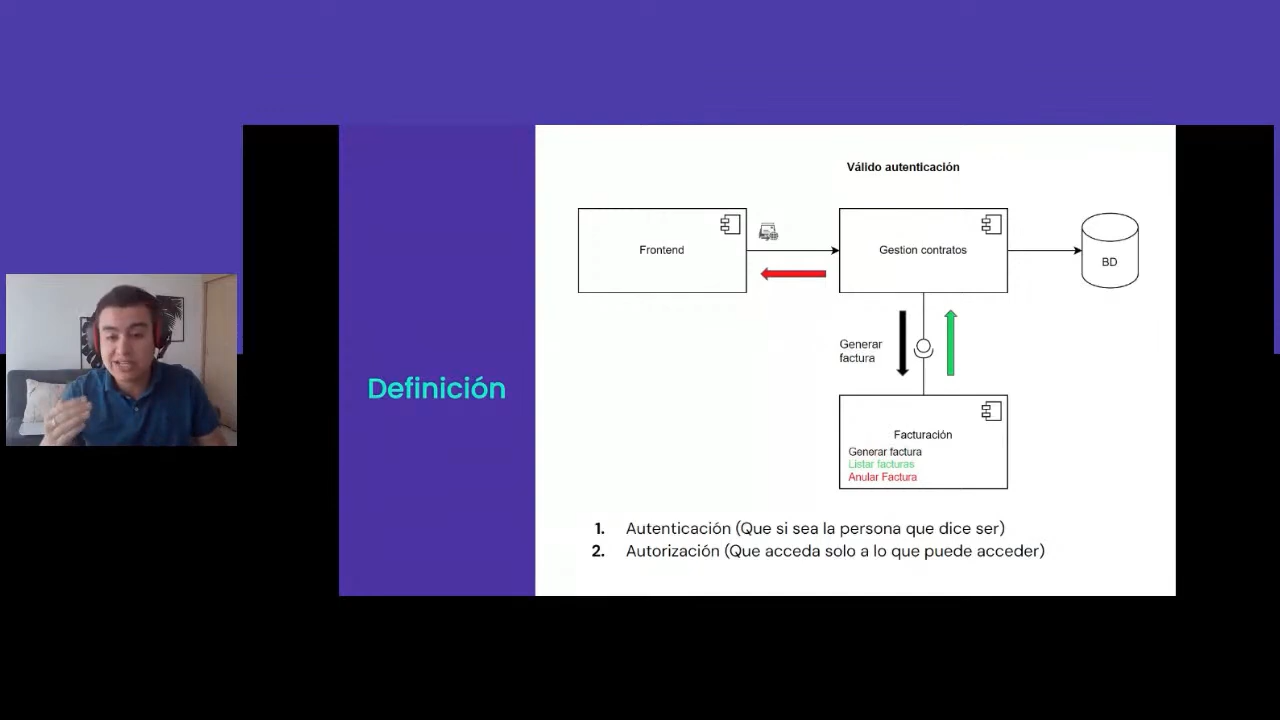 Definición
Válido autenticación
Frontend
Gestion contratos
BD
Generar
factura
Facturación
Generar factura
Listar facturas
Anular Factura
1. Autenticación (Que si sea la persona que dice ser)
2. Autorización (Que acceda solo a lo que puede acceder)